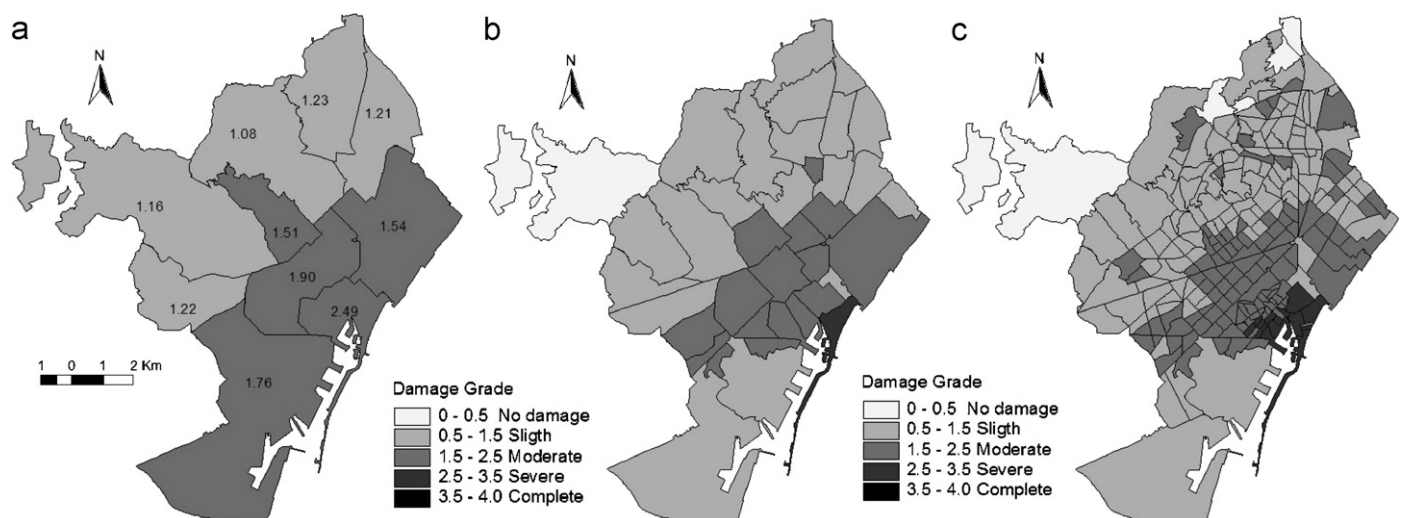 a
N
1.23
1.21
1.08
1.16
1.51
1.54
1.90
1.22
2.49
1.76
1 0 1 2 Km
b
N
Damage Grade
0 - 0.5 No damage
0.5 - 1.5 Sligth
1.5 - 2.5 Moderate
2.5 - 3.5 Severe
3.5 - 4.0 Complete
c
N
Damage Grade
0 - 0.5 No damage
0.5 - 1.5 Sligth
1.5 - 2.5 Moderate
2.5 - 3.5 Severe
3.5 - 4.0 Complete